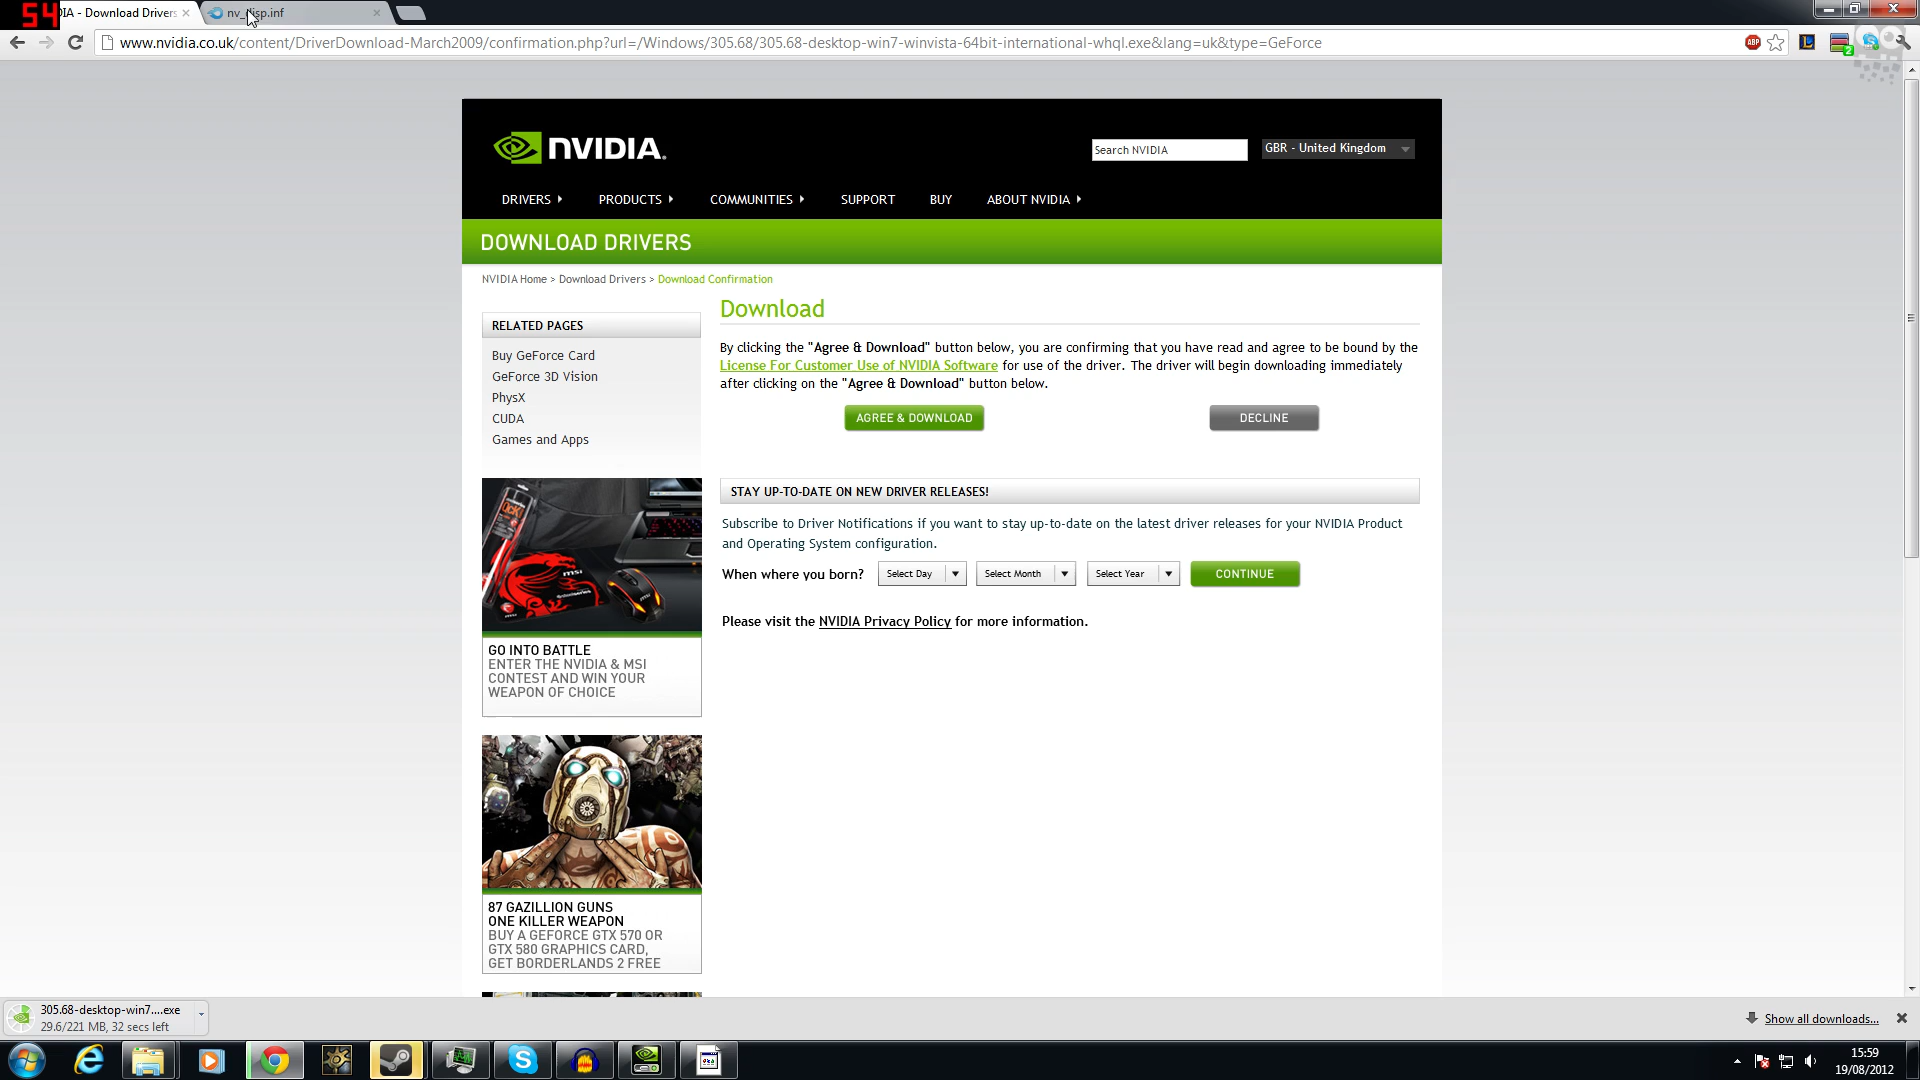 54
DIA - Download Drivers
nv_disp.inf
www.nvidia.co.uk/content/DriverDownload-March2009/confirmation.php?url=/Windows/305.68/305.68-desktop-win7-winvista-64bit-international-whql.exe&lang=uk&type=GeForce
ABP
2
NVIDIA.
Search NVIDIA
GBR - United Kingdom
DRIVERS
PRODUCTS
COMMUNITIES
SUPPORT
BUY
ABOUT NVIDIA
DOWNLOAD DRIVERS
NVIDIA Home > Download Drivers > Download Confirmation
RELATED PAGES
Buy GeForce Card
GeForce 3D Vision
PhysX
CUDA
Games and Apps
Download
By clicking the "Agree & Download" button below, you are confirming that you have read and agree to be bound by the
License For Customer Use of NVIDIA Software for use of the driver. The driver will begin downloading immediately
after clicking on the "Agree & Download" button below.
AGREE & DOWNLOAD
DECLINE
STAY UP-TO-DATE ON NEW DRIVER RELEASES!
Subscribe to Driver Notifications if you want to stay up-to-date on the latest driver releases for your NVIDIA Product
and Operating System configuration.
When where you born?
Select Day
Select Month
Select Year
CONTINUE
Please visit the NVIDIA Privacy Policy for more information.
msi
GO INTO BATTLE
ENTER THE NVIDIA & MSI
CONTEST AND WIN YOUR
WEAPON OF CHOICE
87 GAZILLION GUNS
ONE KILLER WEAPON
BUY A GEFORCE GTX 570 OR
GTX 580 GRAPHICS CARD,
GET BORDERLANDS 2 FREE
305.68-desktop-win7....exe
29.6/221 MB, 32 secs left
Show all downloads...
15:59
19/08/2012